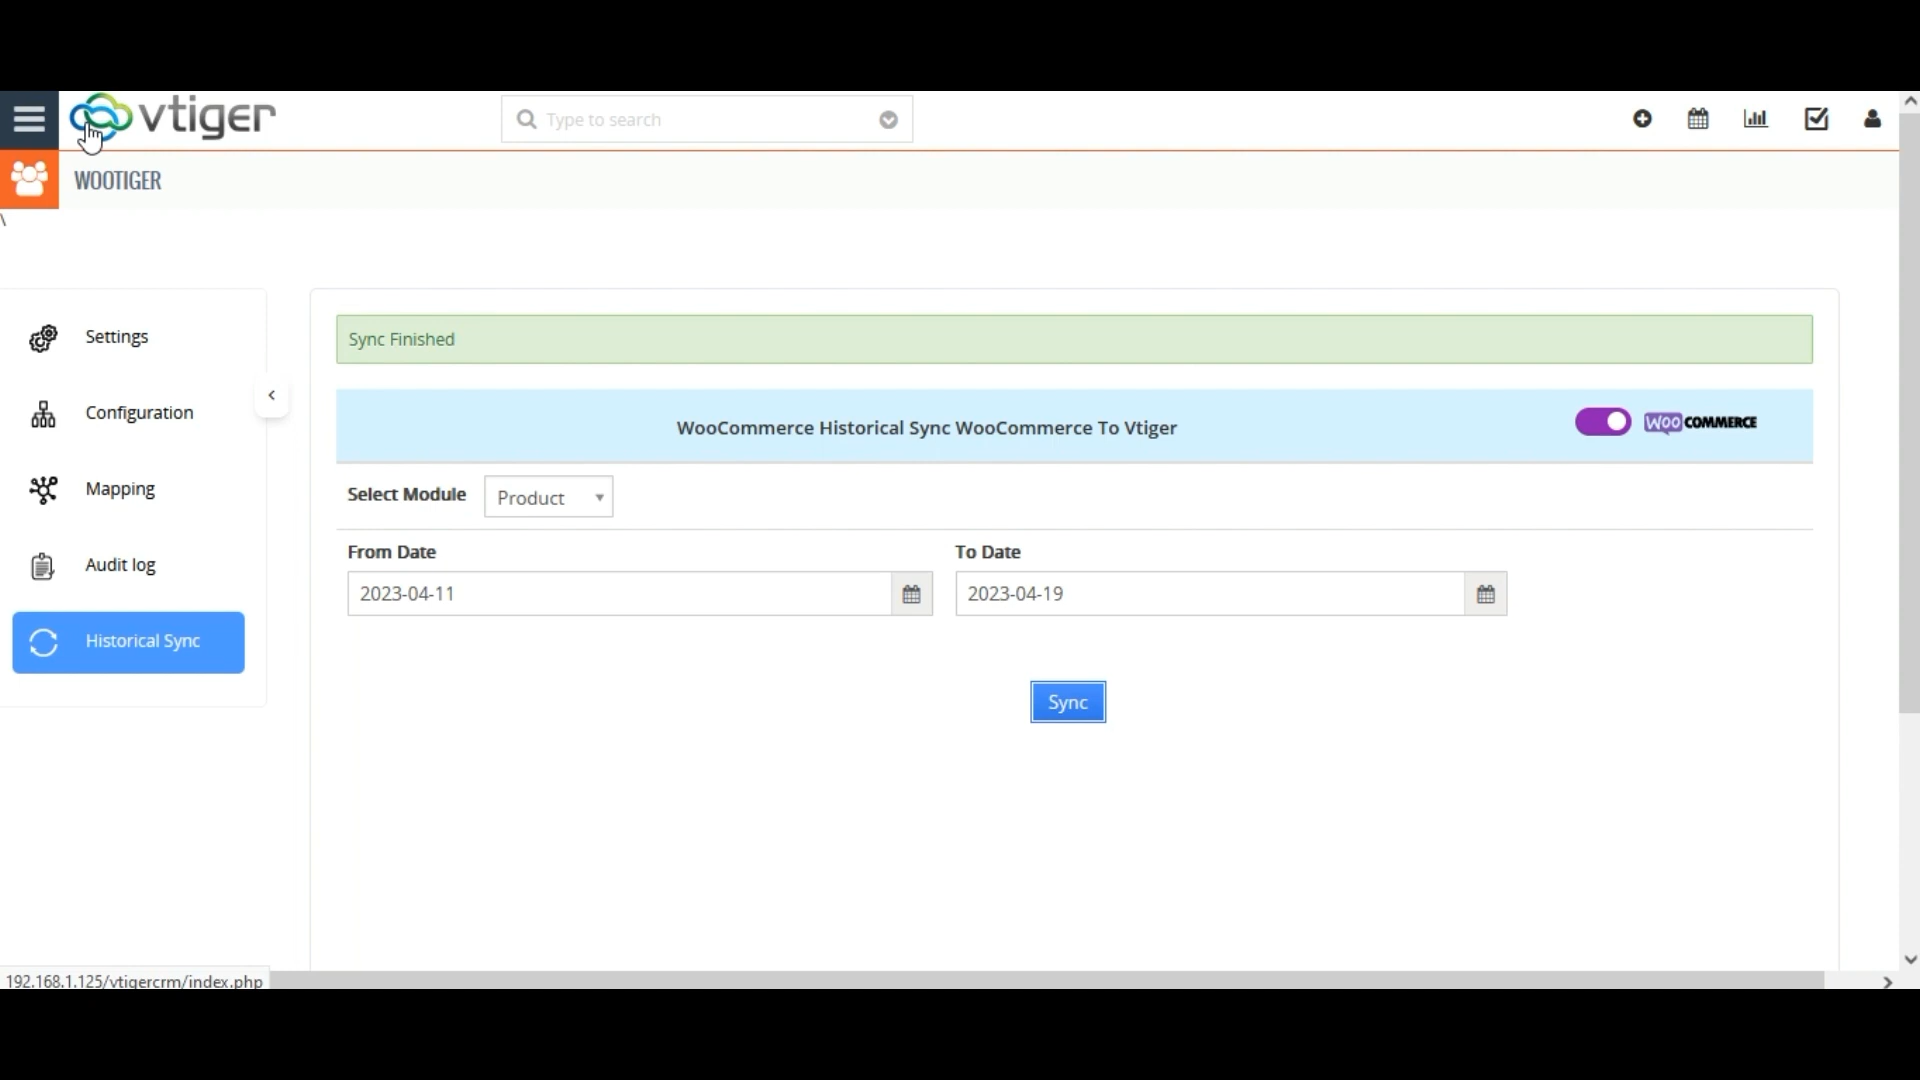 vtiger
Type to search
WOOTIGER
\
Settings
Configuration
Mapping
Audit log
Historical Sync
Sync Finished
WooCommerce Historical Sync WooCommerce To Vtiger
WOO COMMERCE
Select Module
Product
From Date
To Date
2023-04-11
2023-04-19
Sync
192.168.1.125/vtigercrm/index.php